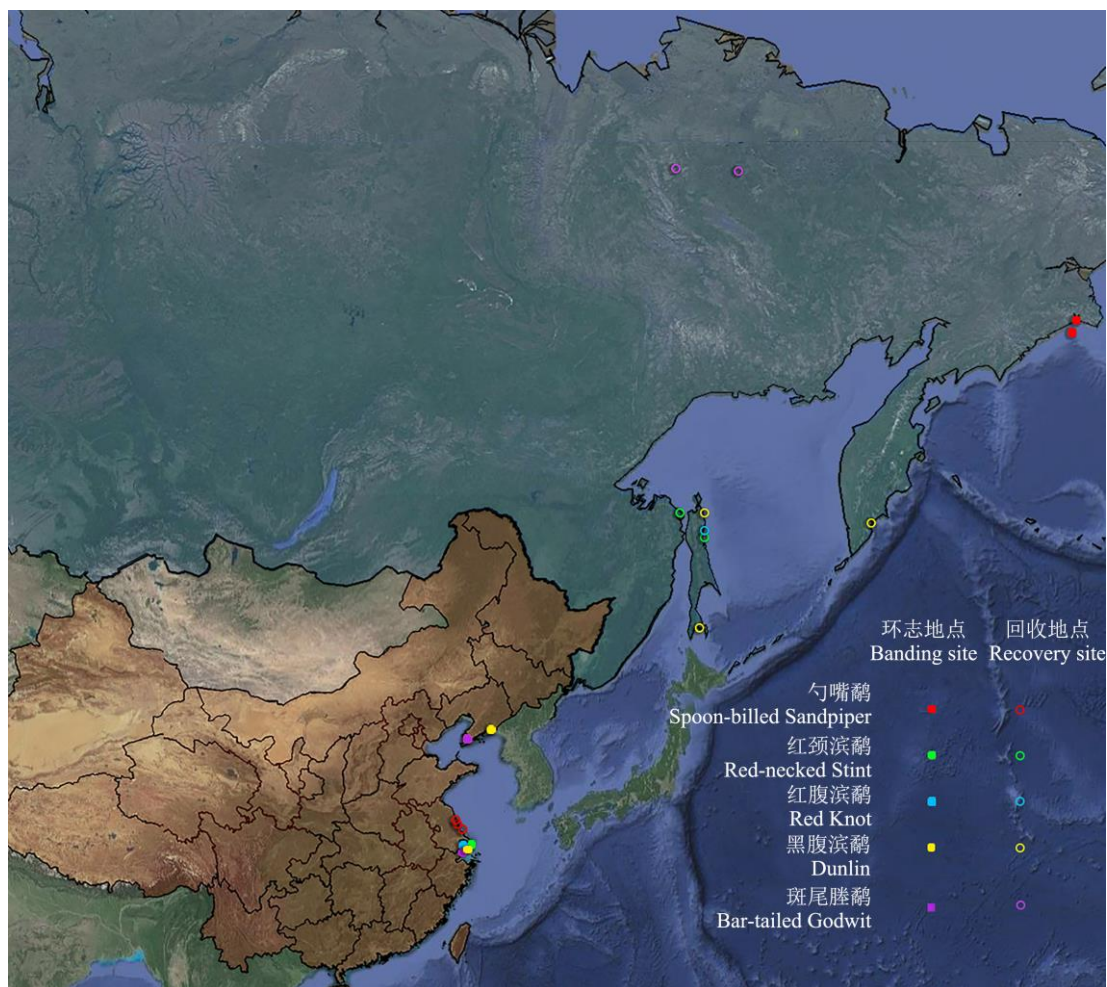 环志地点 回收地点
Banding site Recovery site
勺嘴鹬
Spoon-billed Sandpiper
红颈滨鹬
Red-necked Stint
红腹滨鹬
Red Knot
黑腹滨鹬
Dunlin
斑尾塍鹬
Bar-tailed Godwit